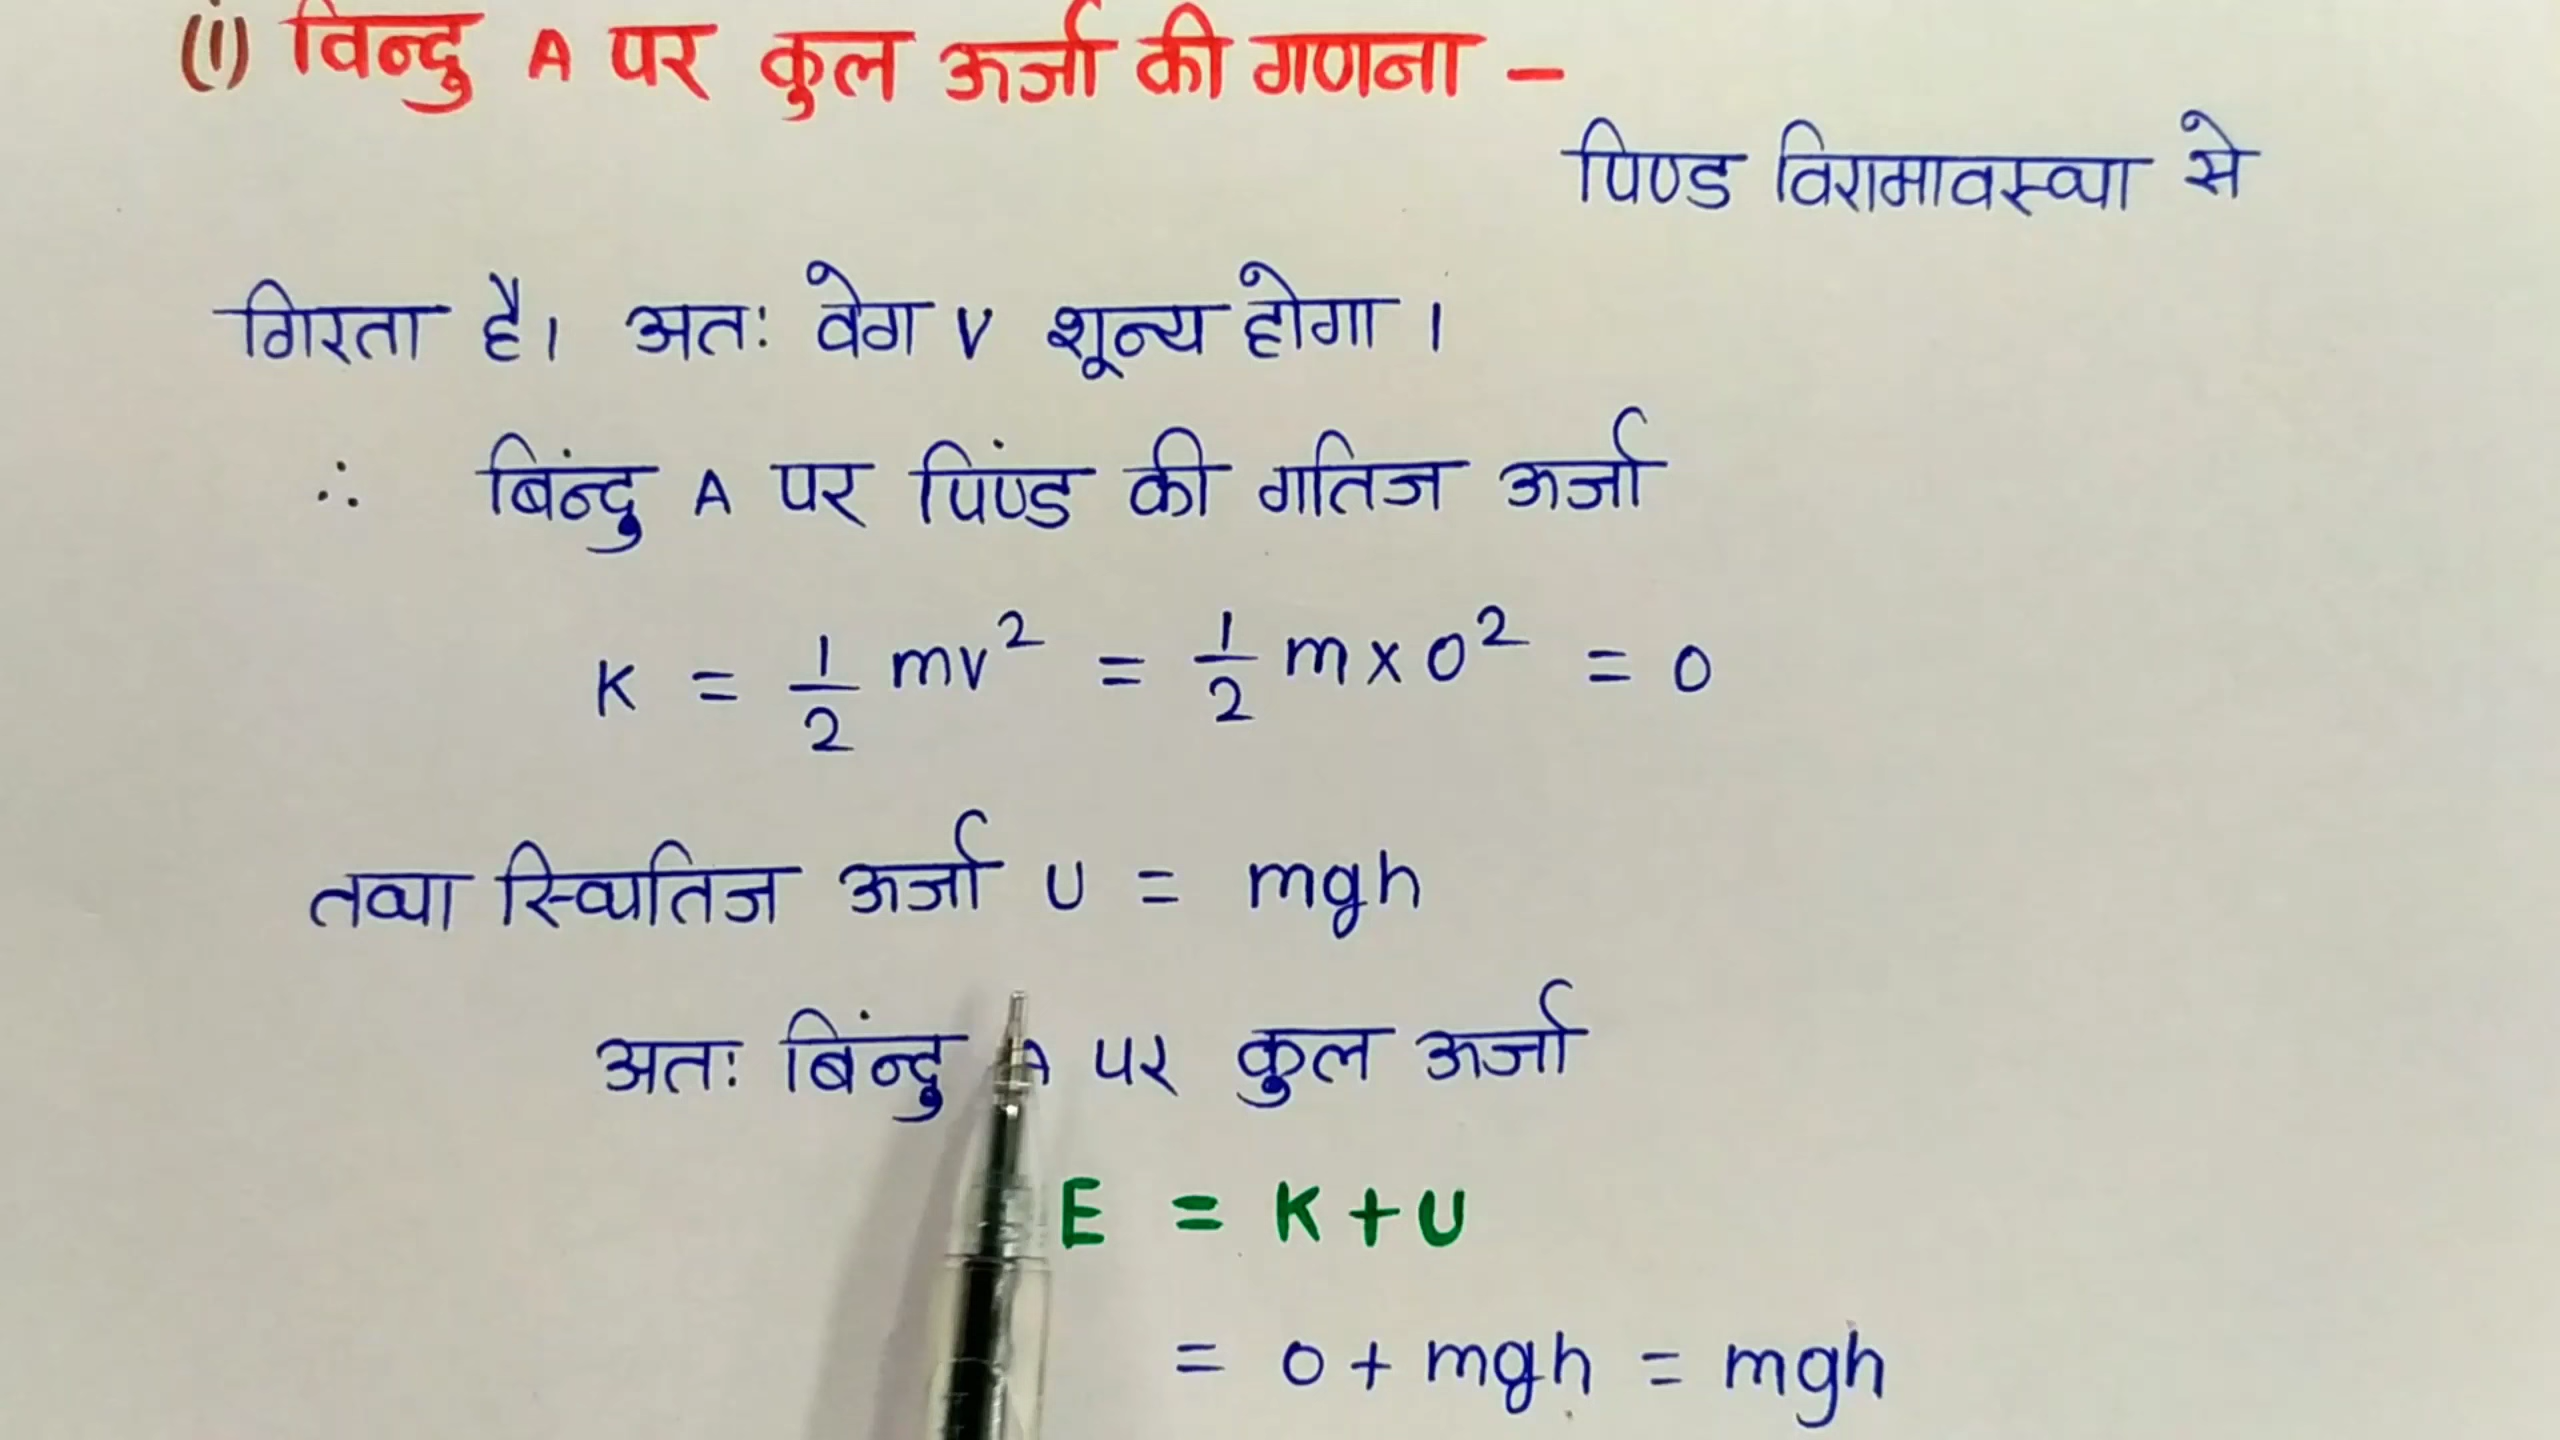 (i) विन्दु A पर कुल ऊर्जा की गणना –
पिण्ड विरामावस्था से
गिरता है। अतः वेग v शून्य होगा ।
∴ बिंन्दु A पर पिंण्ड की गतिज ऊर्जा
K = 1/2 mv² = 1/2 m × 0² = 0
तथा स्थितिज ऊर्जा U = mgh
अतः बिंन्दु A पर कुल ऊर्जा
E = K + U
= 0 + mgh = mgh